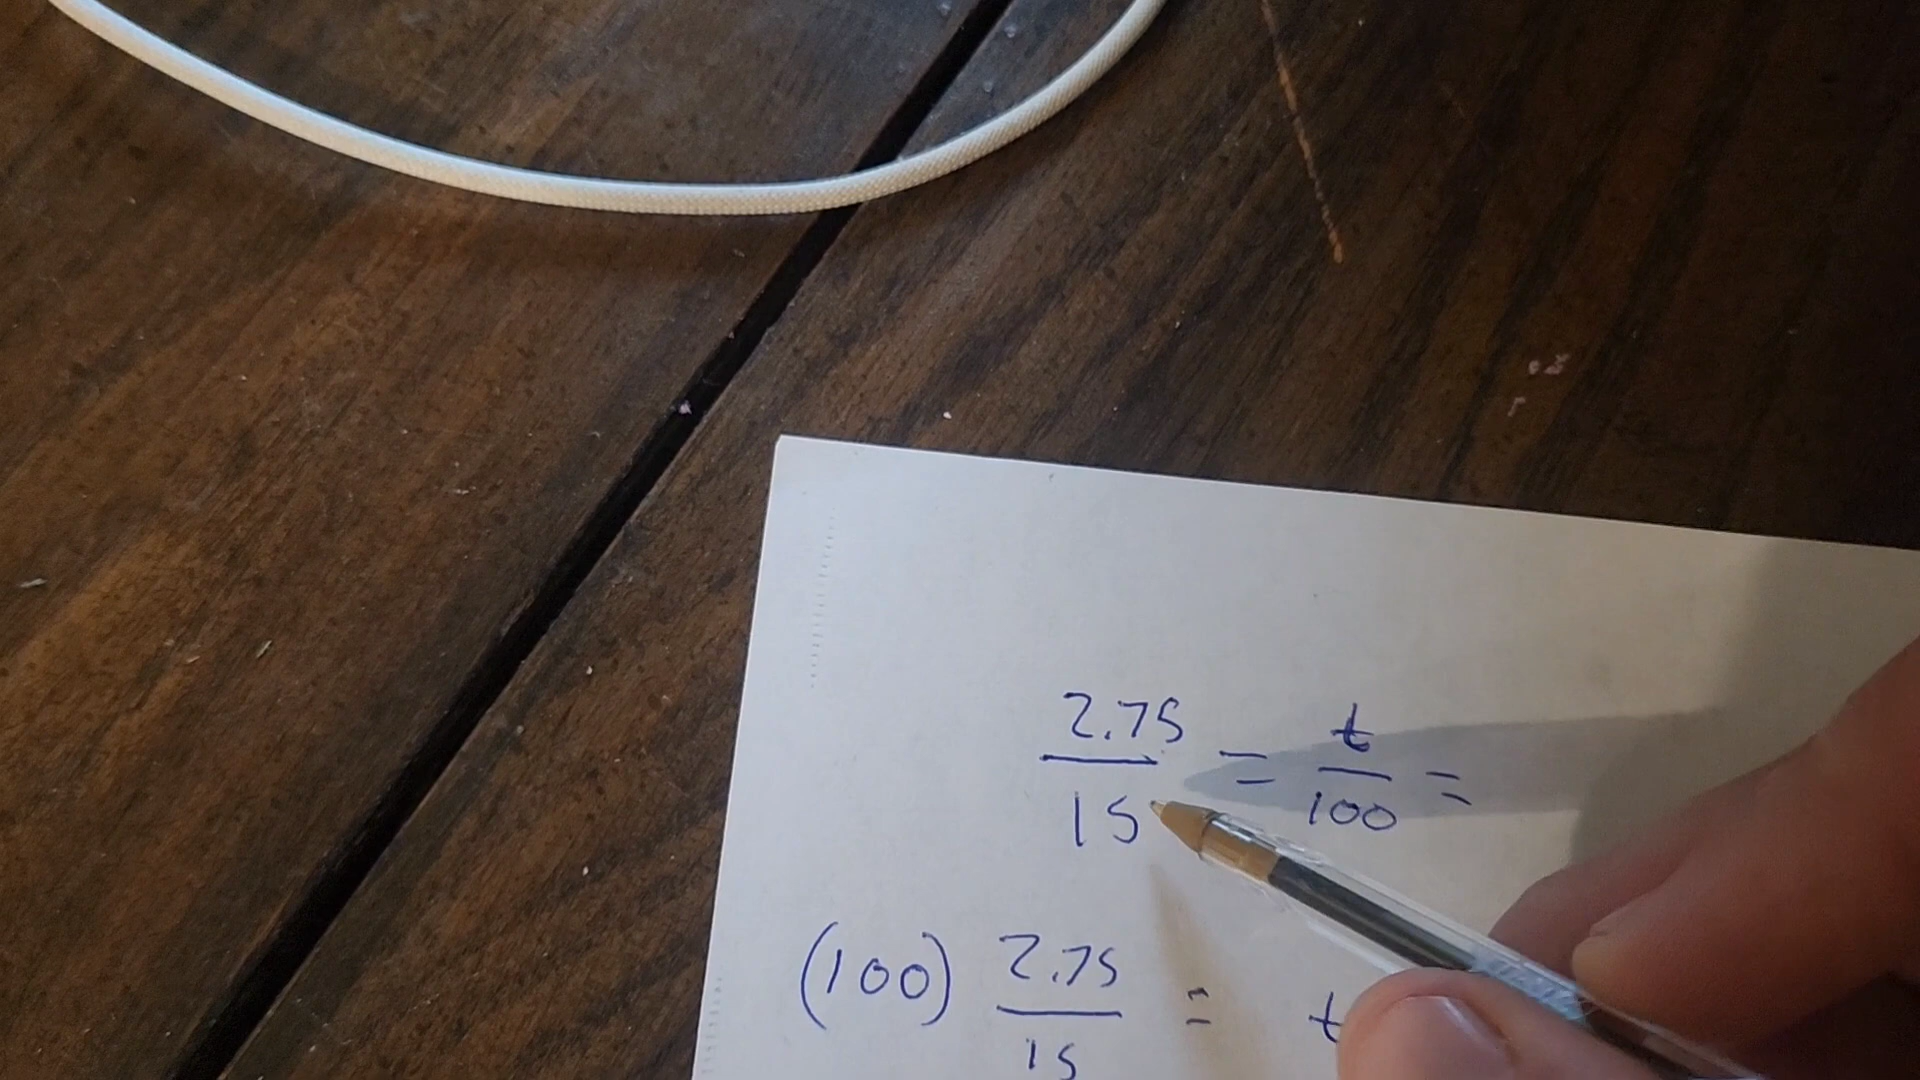 2.75/15 = t/100 =
(100) 2.75/15 = t